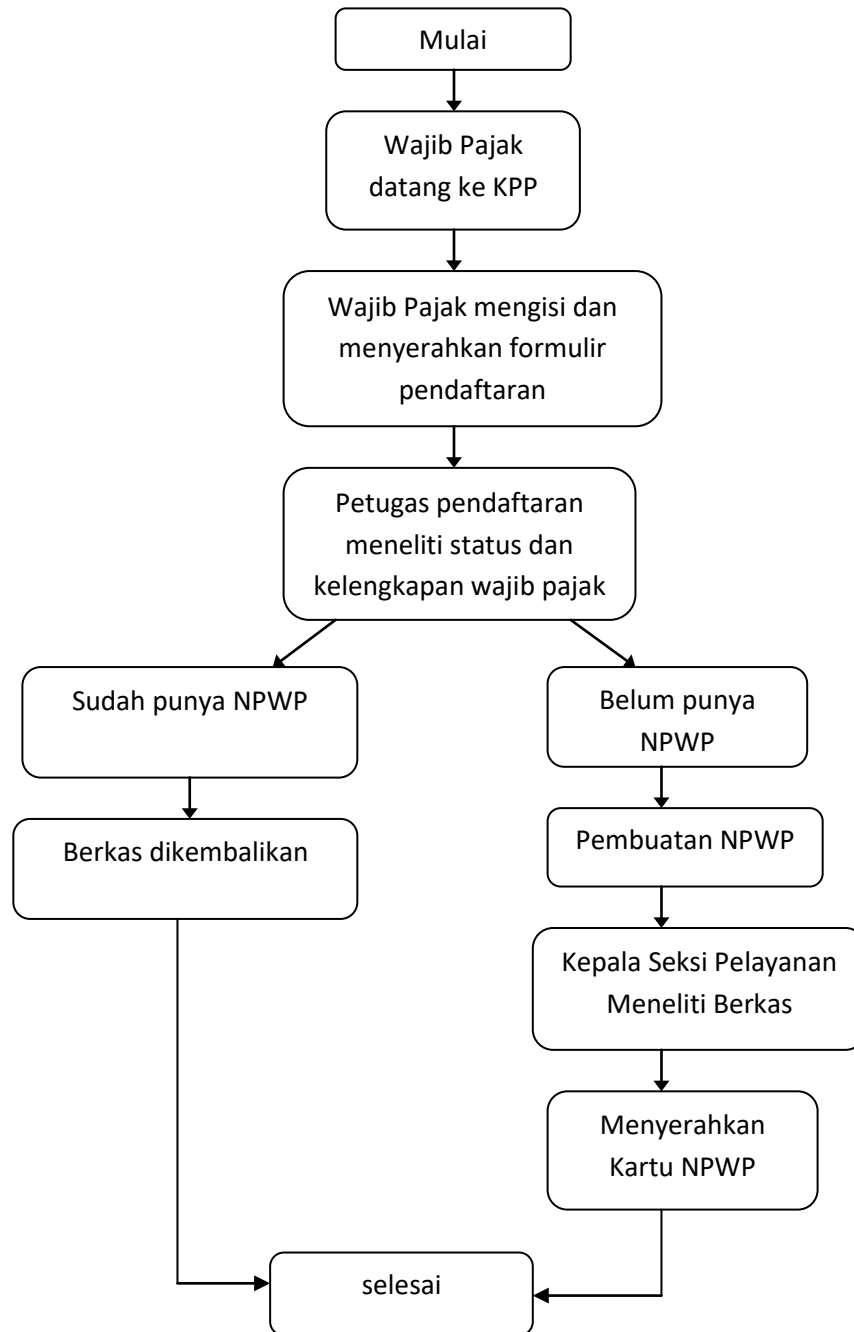 Mulai
Wajib Pajak
datang ke KPP
Wajib Pajak mengisi dan
menyerahkan formulir
pendaftaran
Petugas pendaftaran
meneliti status dan
kelengkapan wajib pajak
Sudah punya NPWP
Belum punya
NPWP
Berkas dikembalikan
Pembuatan NPWP
Kepala Seksi Pelayanan
Meneliti Berkas
Menyerahkan
Kartu NPWP
selesai